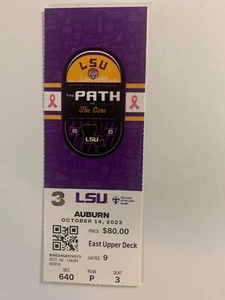 LSU
THE
PATH
TO
The Cure
LSU
3 LSU
AUBURN
OCTOBER 14, 2023
PRICE: $80.00
East Upper Deck
GATES: 9
SEC ROW SEAT
640 P 3